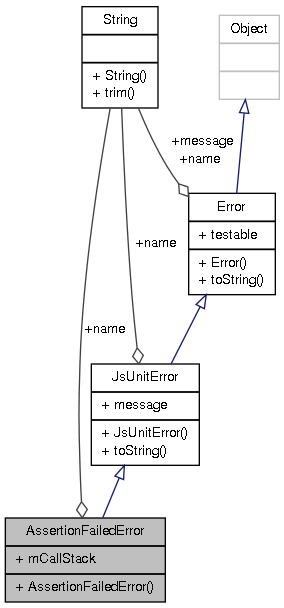 String
+ String()
+ trim()
Object
+message
+name
Error
+ testable
+ Error()
+ toString()
+name
+name
JsUnitError
+ message
+ JsUnitError()
+ toString()
AssertionFailedError
+ mCallStack
+ AssertionFailedError()